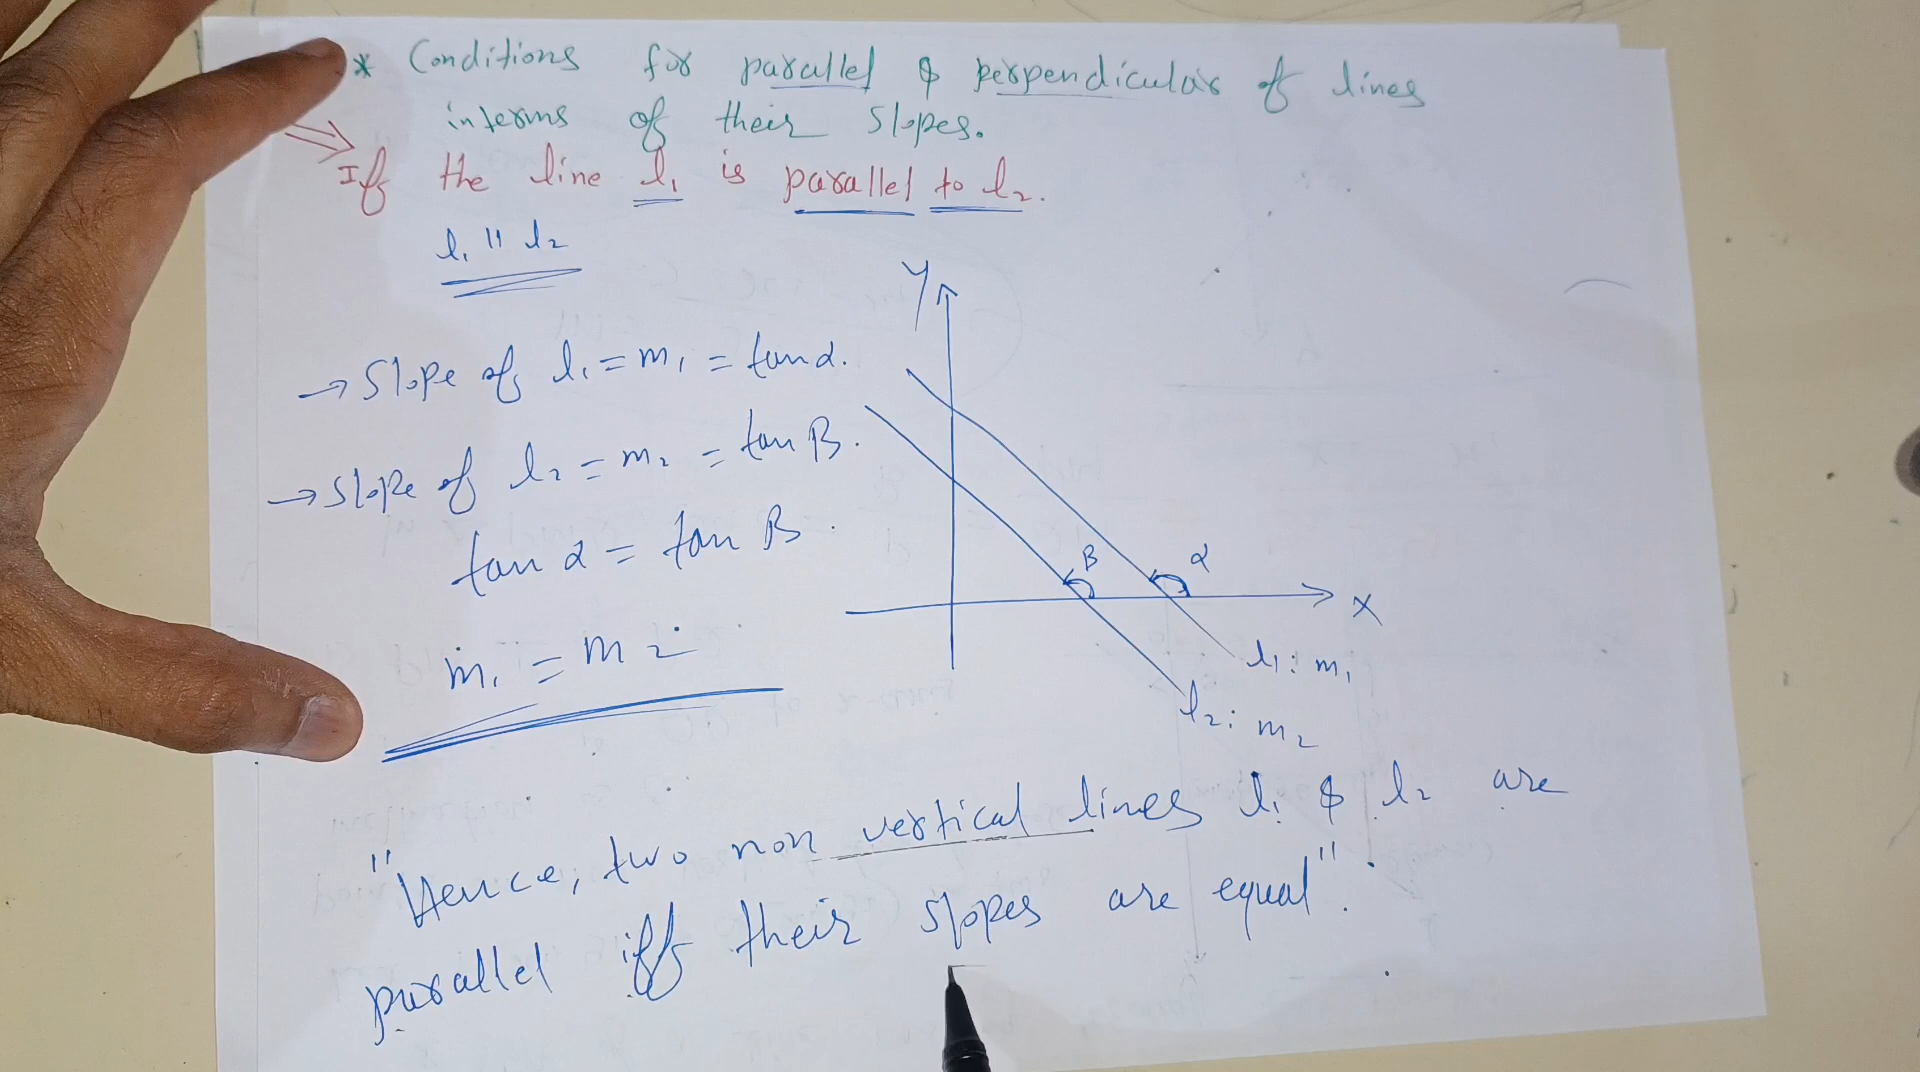 * Conditions for parallel & perpendicular of lines
interms of their slopes.
If the line l₁ is parallel to l₂.
l₁ || l₂
→ Slope of l₁ = m₁ = tan α.
→ Slope of l₂ = m₂ = tan β.
tan α = tan β.
m₁ = m₂
Y
β
α
X
l₁ : m₁
l₂ : m₂
"Hence, two non vertical lines l₁ & l₂ are
parallel iff their slopes are equal".